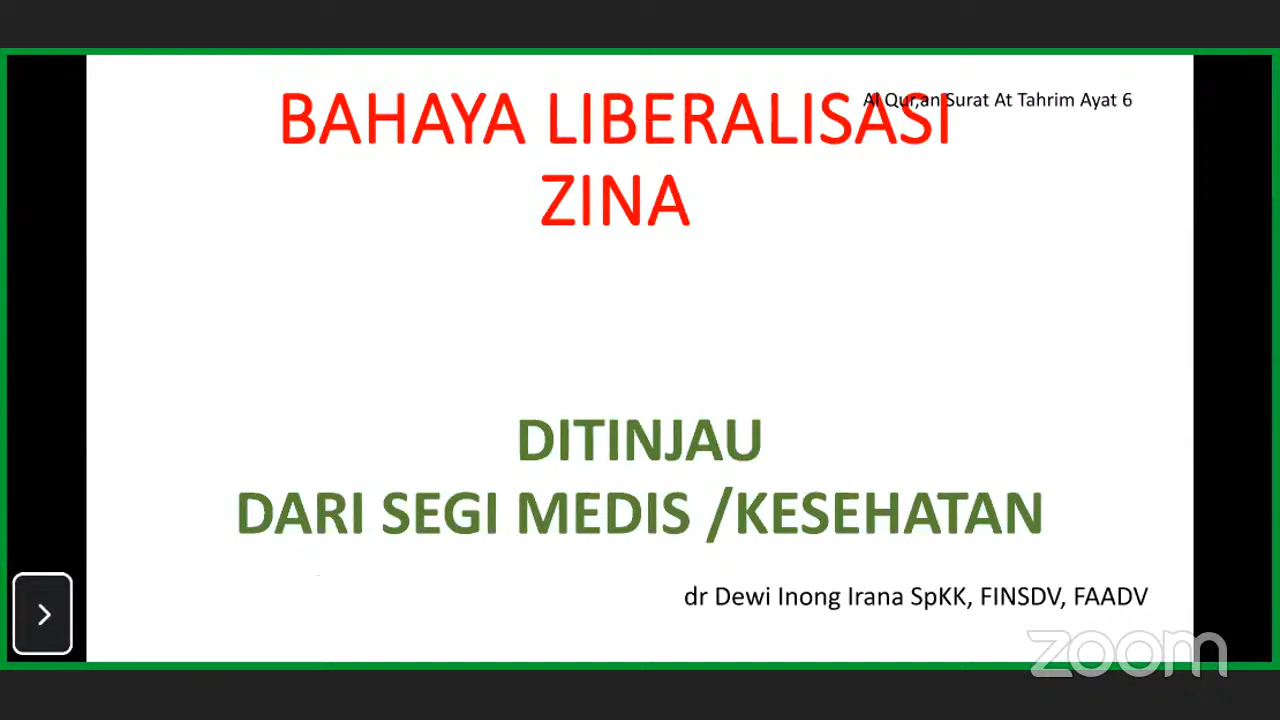 Al Qur,an Surat At Tahrim Ayat 6
BAHAYA LIBERALISASI
ZINA
DITINJAU
DARI SEGI MEDIS /KESEHATAN
dr Dewi Inong Irana SpKK, FINSDV, FAADV
zoom